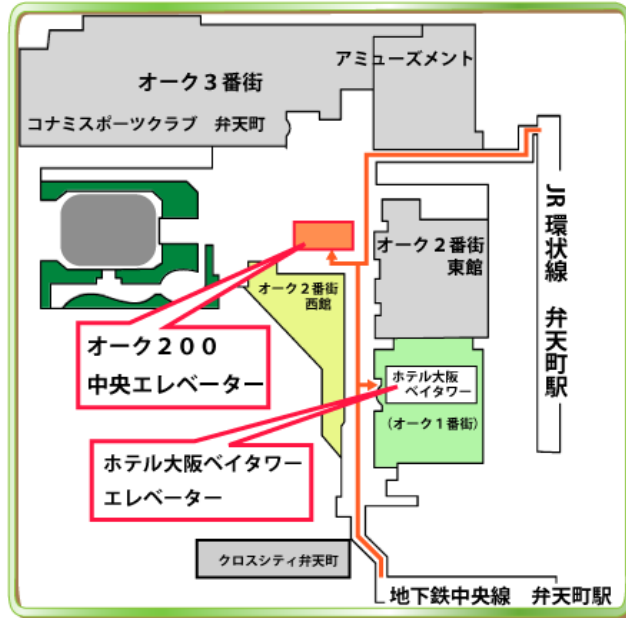 アミューズメント
オーク３番街
コナミスポーツクラブ　弁天町
JR 環状線　弁天町駅
オーク２番街
東館
オーク２番街
西館
オーク２００
中央エレベーター
ホテル大阪
ベイタワー
（オーク１番街）
ホテル大阪ベイタワー
エレベーター
クロスシティ弁天町
地下鉄中央線　弁天町駅